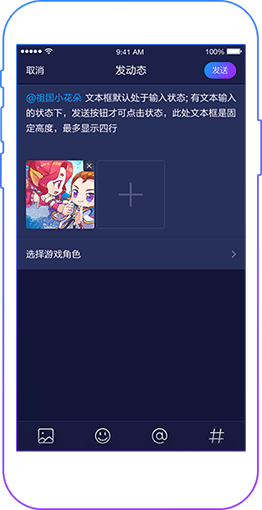 9:41 AM 100%
取消 发动态 发送
@祖国小花朵 文本框默认处于输入状态; 有文本输入
的状态下，发送按钮才可点击状态，此处文本框是固
定高度，最多显示四行
选择游戏角色